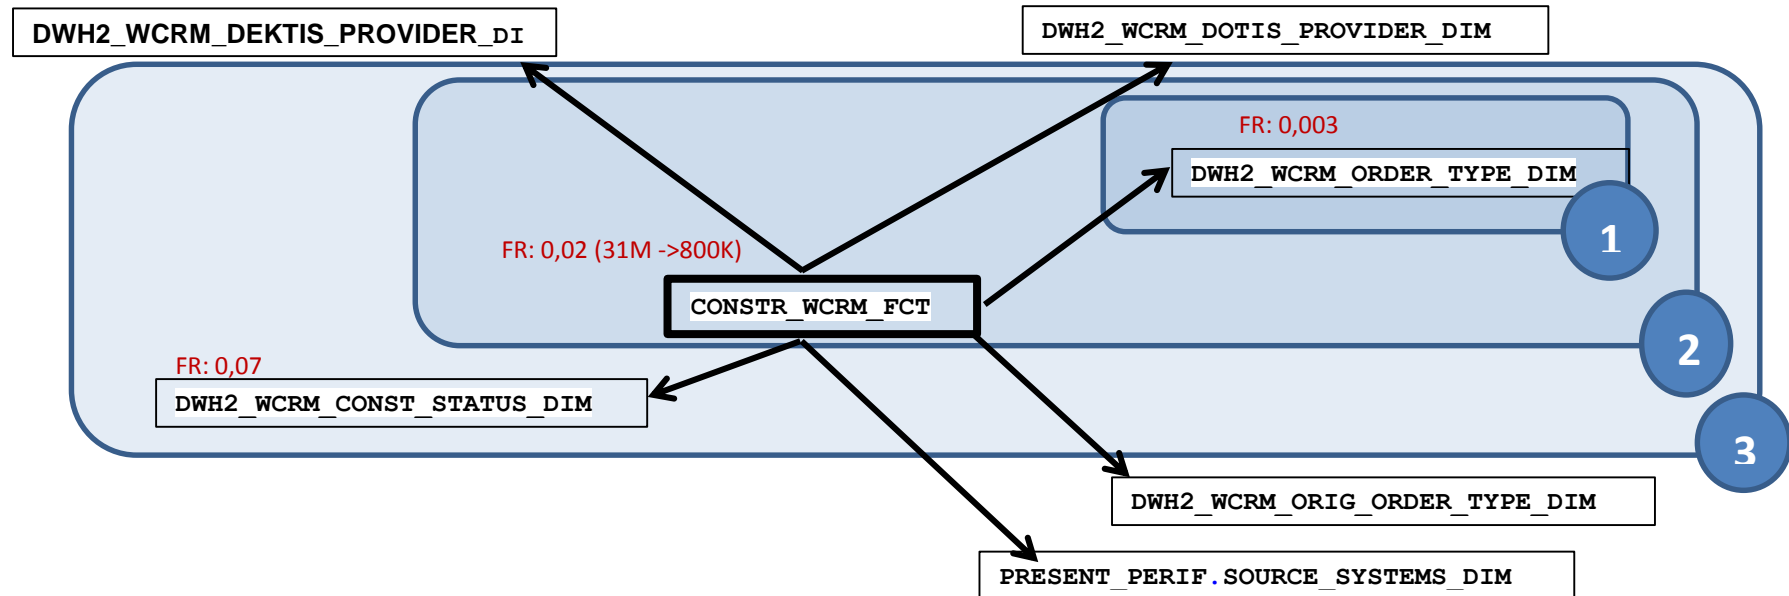 DWH2_WCRM_DEKTIS_PROVIDER_DI
DWH2_WCRM_DOTIS_PROVIDER_DIM
FR: 0,003
DWH2_WCRM_ORDER_TYPE_DIM
1
FR: 0,02 (31M ->800K)
CONSTR_WCRM_FCT
2
FR: 0,07
DWH2_WCRM_CONST_STATUS_DIM
3
DWH2_WCRM_ORIG_ORDER_TYPE_DIM
PRESENT_PERIF.SOURCE_SYSTEMS_DIM